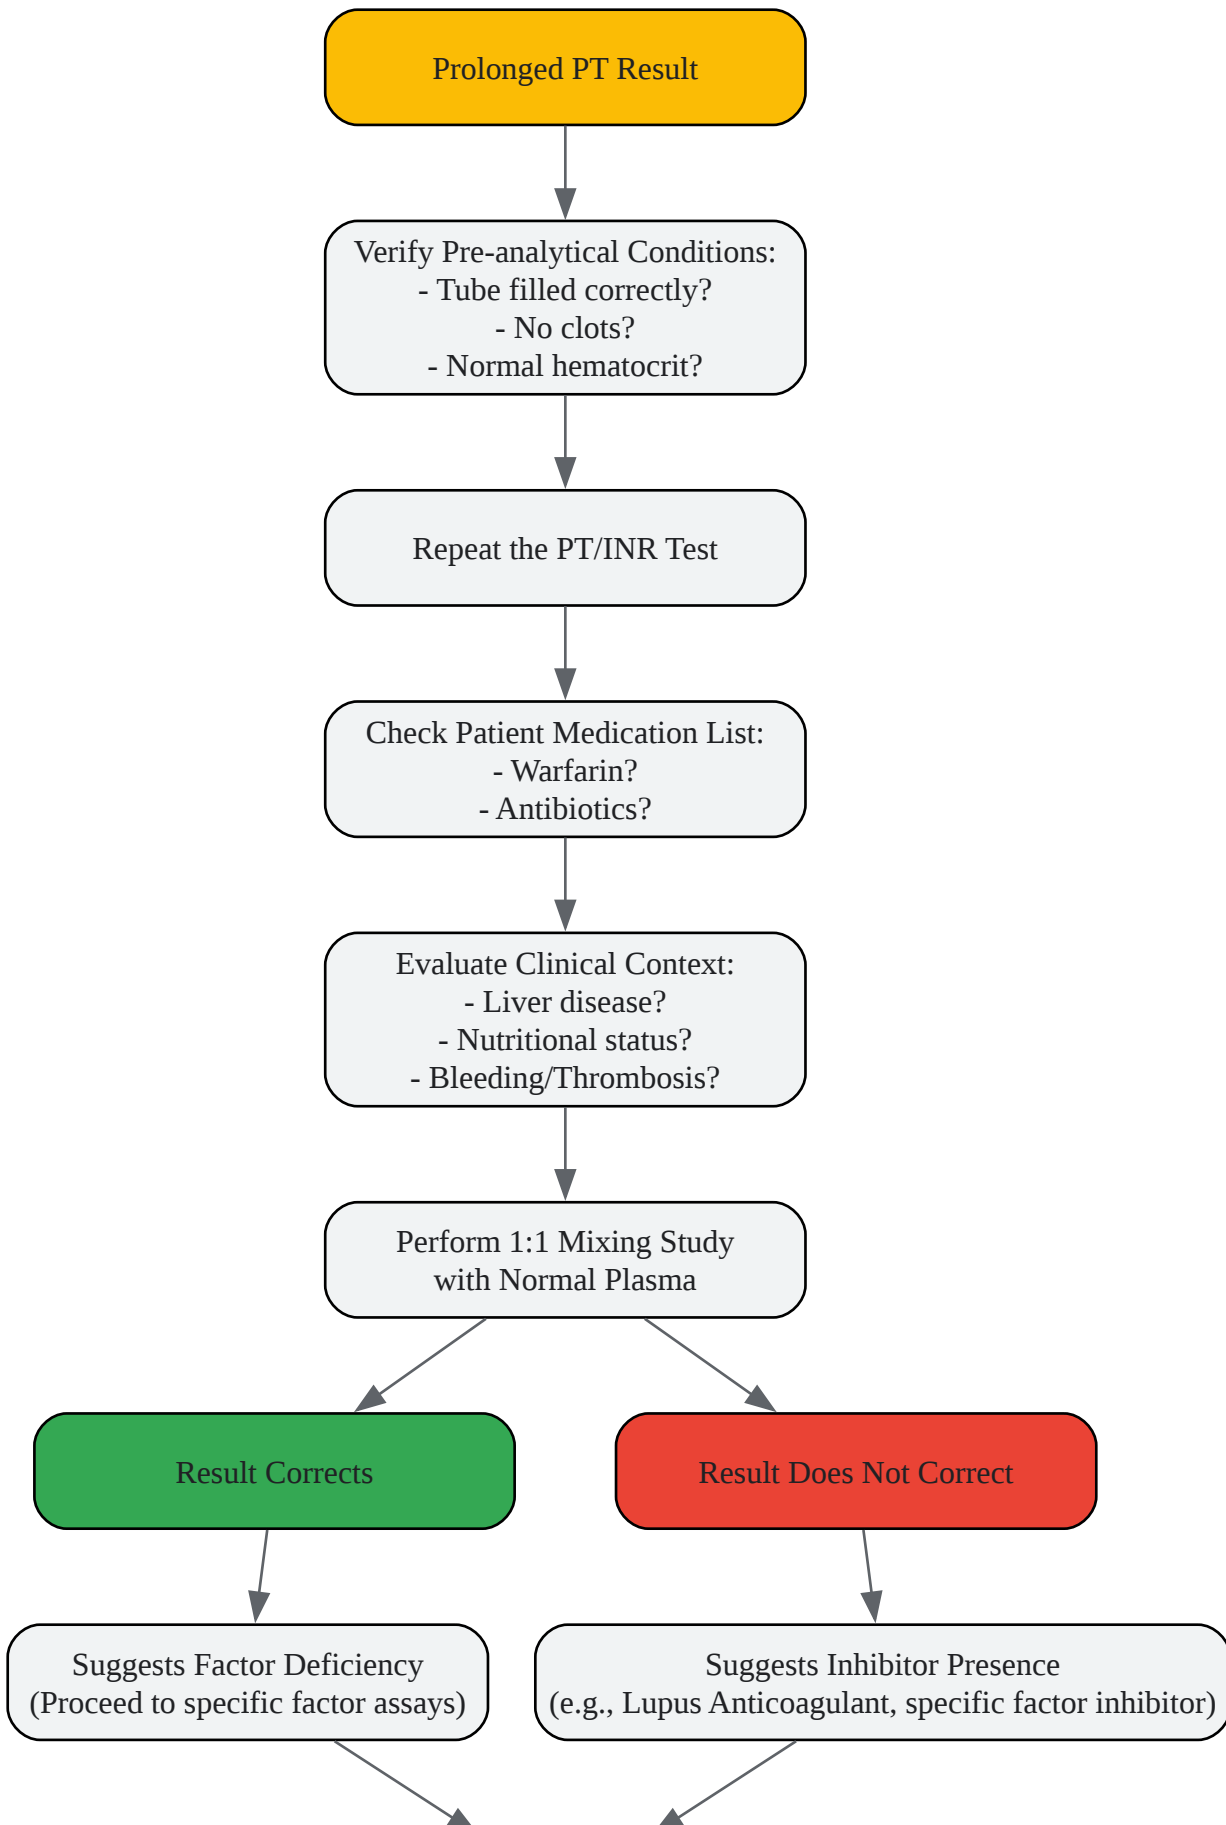 Prolonged PT Result
Verify Pre-analytical Conditions:
- Tube filled correctly?
- No clots?
- Normal hematocrit?
Repeat the PT/INR Test
Check Patient Medication List:
- Warfarin?
- Antibiotics?
Evaluate Clinical Context:
- Liver disease?
- Nutritional status?
- Bleeding/Thrombosis?
Perform 1:1 Mixing Study
with Normal Plasma
Result Corrects
Result Does Not Correct
Suggests Factor Deficiency
(Proceed to specific factor assays)
Suggests Inhibitor Presence
(e.g., Lupus Anticoagulant, specific factor inhibitor)